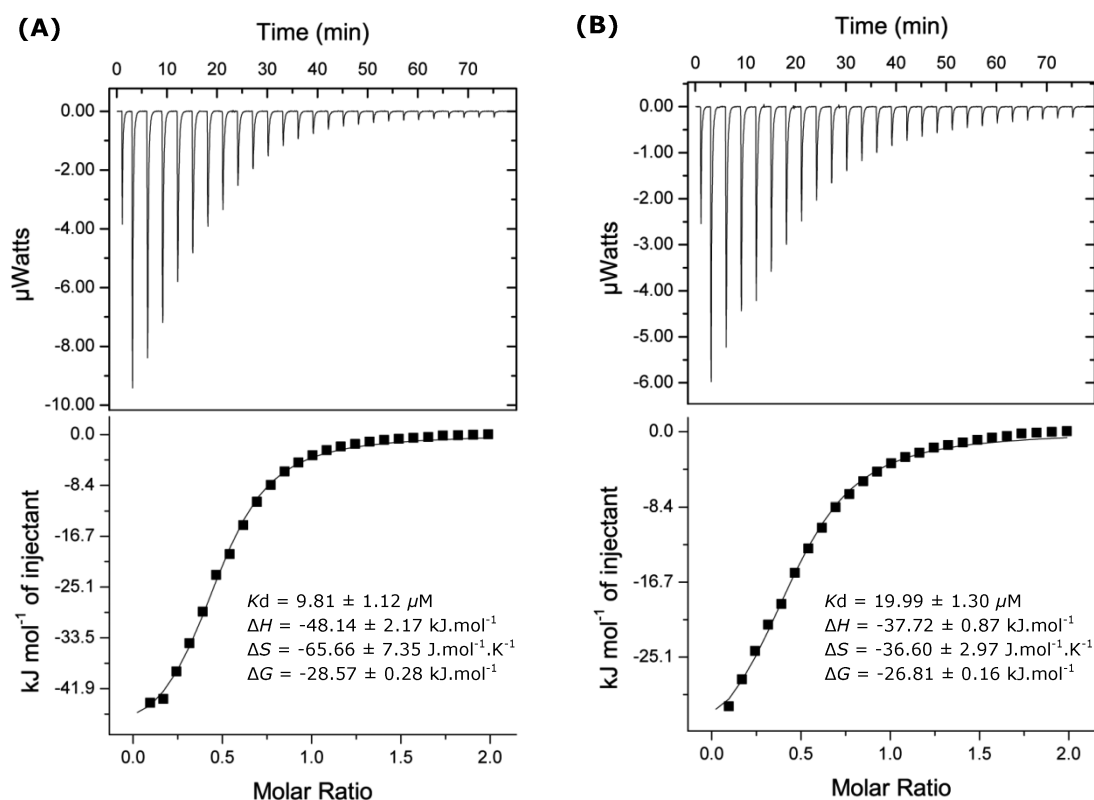 (A)
Time (min)
0 10 20 30 40 50 60 70
0.00
-2.00
-4.00
-6.00
-8.00
-10.00
µWatts
0.0
-8.4
-16.7
-25.1
-33.5
-41.9
kJ mol⁻¹ of injectant
Kd = 9.81 ± 1.12 µM
ΔH = -48.14 ± 2.17 kJ.mol⁻¹
ΔS = -65.66 ± 7.35 J.mol⁻¹.K⁻¹
ΔG = -28.57 ± 0.28 kJ.mol⁻¹
0.0 0.5 1.0 1.5 2.0
Molar Ratio
(B)
Time (min)
0 10 20 30 40 50 60 70
0.00
-1.00
-2.00
-3.00
-4.00
-5.00
-6.00
µWatts
0.0
-8.4
-16.7
-25.1
kJ mol⁻¹ of injectant
Kd = 19.99 ± 1.30 µM
ΔH = -37.72 ± 0.87 kJ.mol⁻¹
ΔS = -36.60 ± 2.97 J.mol⁻¹.K⁻¹
ΔG = -26.81 ± 0.16 kJ.mol⁻¹
0.0 0.5 1.0 1.5 2.0
Molar Ratio